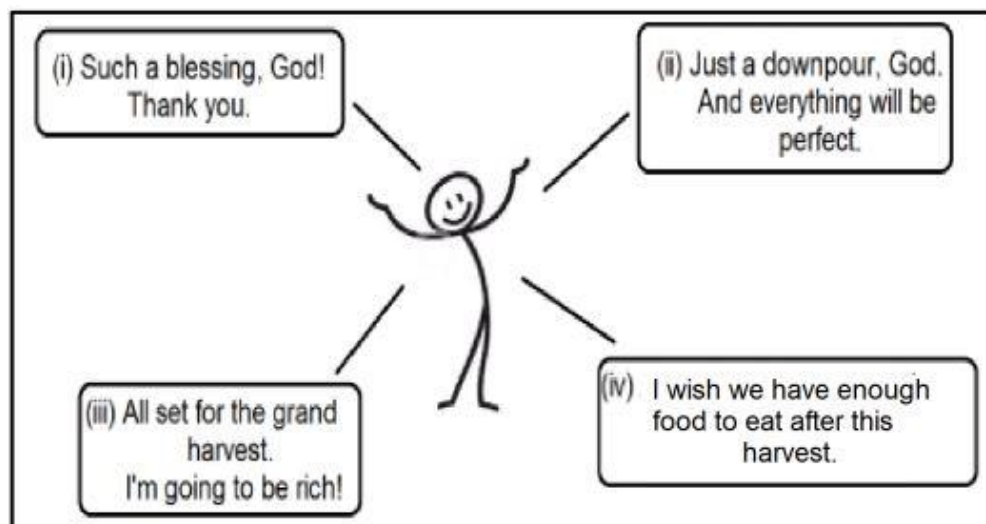 (i) Such a blessing, God!
Thank you.
(ii) Just a downpour, God.
And everything will be
perfect.
(iii) All set for the grand
harvest.
I'm going to be rich!
(iv) I wish we have enough
food to eat after this
harvest.